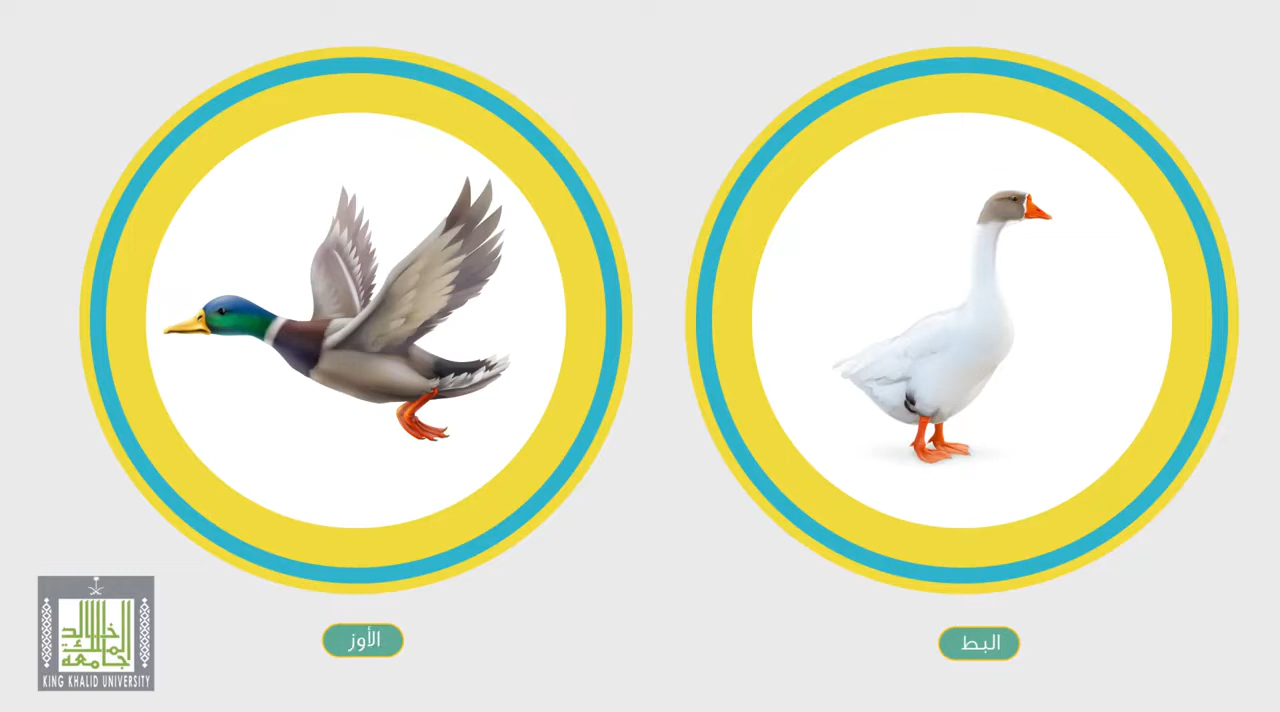 البط
الأوز
جامعة
الملك
خالد
KING KHALID UNIVERSITY